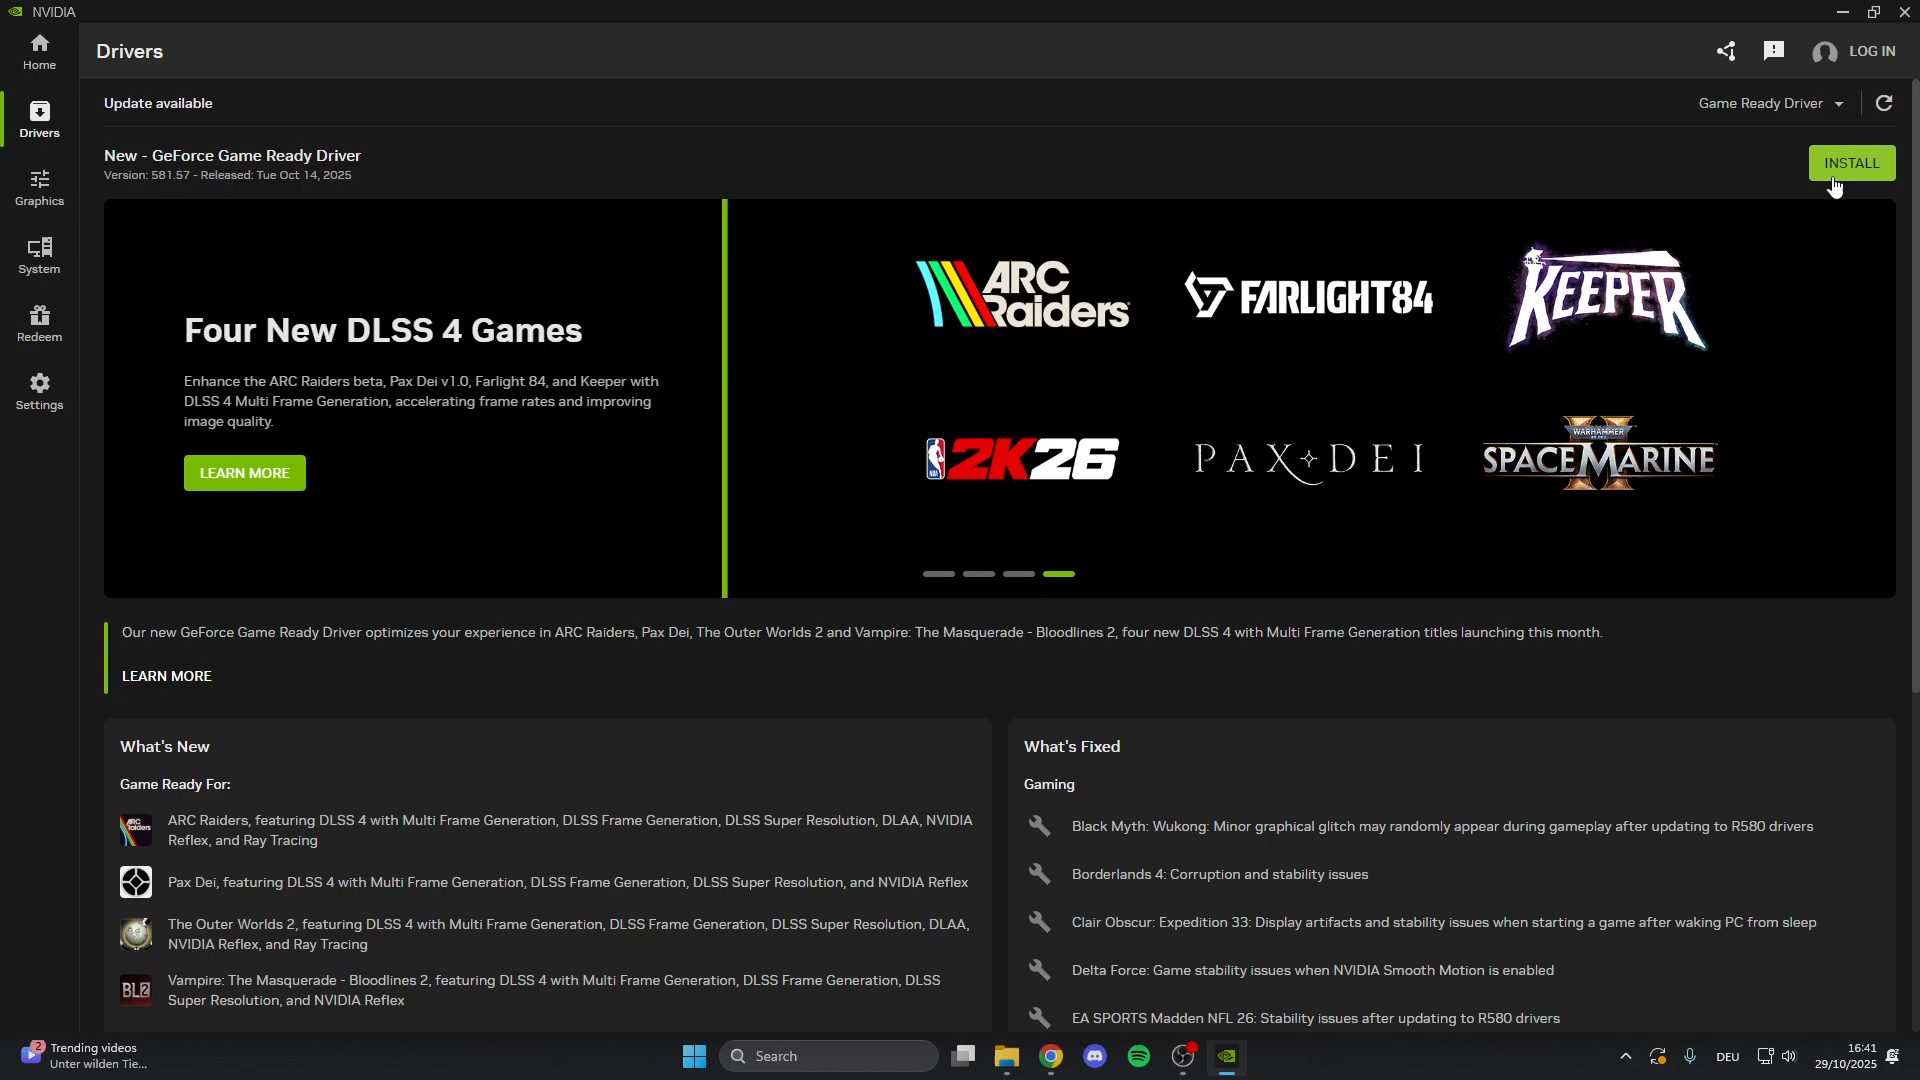 NVIDIA
Home
Drivers
Graphics
System
Redeem
Settings
Drivers
LOG IN
Update available
Game Ready Driver
New - GeForce Game Ready Driver
Version: 581.57 - Released: Tue Oct 14, 2025
INSTALL
Four New DLSS 4 Games
Enhance the ARC Raiders beta, Pax Dei v1.0, Farlight 84, and Keeper with
DLSS 4 Multi Frame Generation, accelerating frame rates and improving
image quality.
LEARN MORE
ARC
Raiders
FARLIGHT84
KEEPER
NBA
2K26
PAX DEI
WARHAMMER
SPACE MARINE
II
Our new GeForce Game Ready Driver optimizes your experience in ARC Raiders, Pax Dei, The Outer Worlds 2 and Vampire: The Masquerade - Bloodlines 2, four new DLSS 4 with Multi Frame Generation titles launching this month.
LEARN MORE
What's New
Game Ready For:
ARC
Raiders
ARC Raiders, featuring DLSS 4 with Multi Frame Generation, DLSS Frame Generation, DLSS Super Resolution, DLAA, NVIDIA
Reflex, and Ray Tracing
Pax Dei, featuring DLSS 4 with Multi Frame Generation, DLSS Frame Generation, DLSS Super Resolution, and NVIDIA Reflex
The Outer Worlds 2, featuring DLSS 4 with Multi Frame Generation, DLSS Frame Generation, DLSS Super Resolution, DLAA,
NVIDIA Reflex, and Ray Tracing
BL2
Vampire: The Masquerade - Bloodlines 2, featuring DLSS 4 with Multi Frame Generation, DLSS Frame Generation, DLSS
Super Resolution, and NVIDIA Reflex
What's Fixed
Gaming
Black Myth: Wukong: Minor graphical glitch may randomly appear during gameplay after updating to R580 drivers
Borderlands 4: Corruption and stability issues
Clair Obscur: Expedition 33: Display artifacts and stability issues when starting a game after waking PC from sleep
Delta Force: Game stability issues when NVIDIA Smooth Motion is enabled
EA SPORTS Madden NFL 26: Stability issues after updating to R580 drivers
2
Trending videos
Unter wilden Tie...
Search
DEU
16:41
29/10/2025